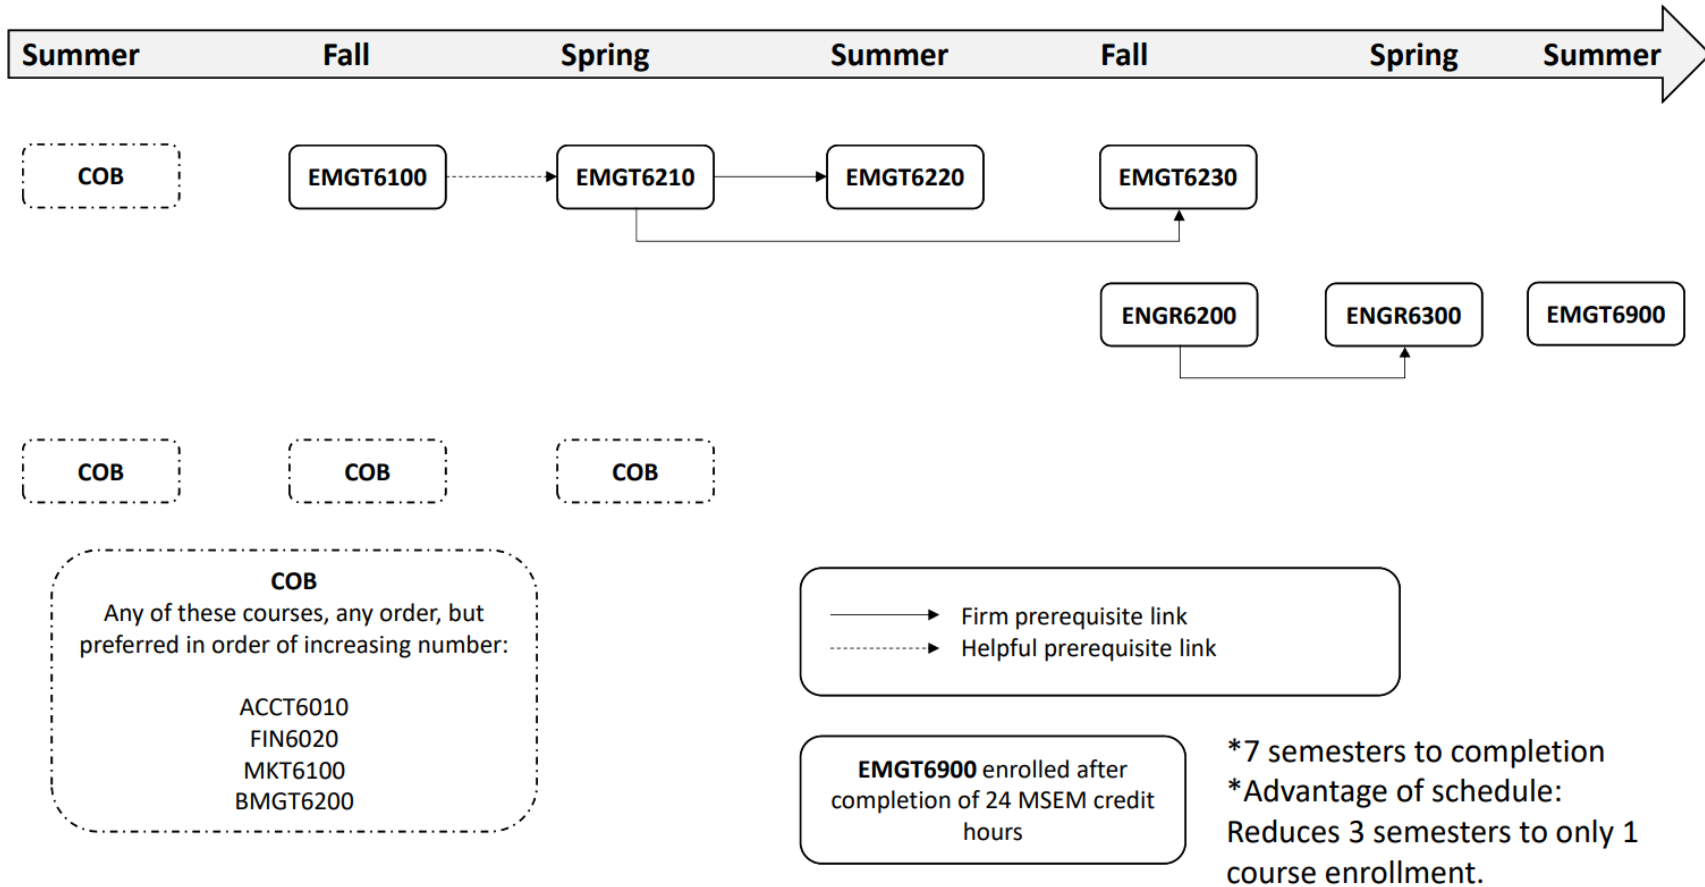 Summer Fall Spring Summer Fall Spring Summer
COB EMGT6100 EMGT6210 EMGT6220 EMGT6230
ENGR6200 ENGR6300 EMGT6900
COB COB COB
COB
Any of these courses, any order, but
preferred in order of increasing number:
ACCT6010
FIN6020
MKT6100
BMGT6200
Firm prerequisite link
Helpful prerequisite link
EMGT6900 enrolled after
completion of 24 MSEM credit
hours
*7 semesters to completion
*Advantage of schedule:
Reduces 3 semesters to only 1
course enrollment.